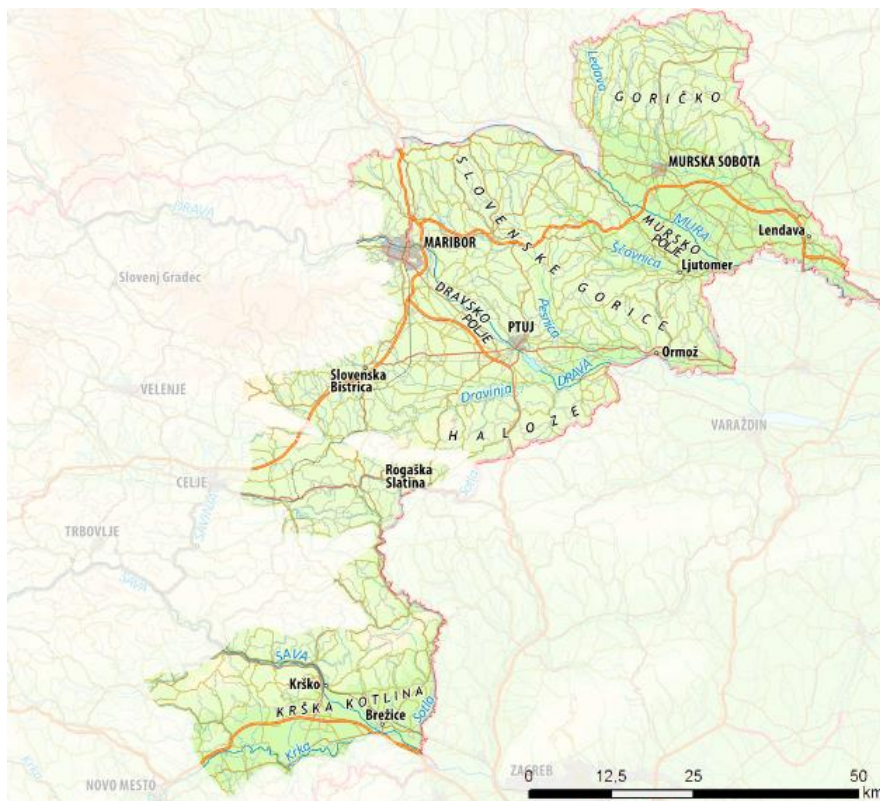 Ledava
GORIČKO
MURSKA SOBOTA
SLOVENSKE GORICE
DRAVA
MARIBOR
MURSKO
POLJE
MURA
Lendava
Ščavnica
Ljutomer
Slovenj Gradec
DRAVSKO
POLJE
Pesnica
PTUJ
Ormož
Slovenska
Bistrica
DRAVA
Dravinja
VELENJE
HALOZE
VARAŽDIN
Rogaška
Slatina
Sotla
CELJE
SAVINJA
TRBOVLJE
SAVA
SAVA
Krško
KRŠKA KOTLINA
Brežice
Sotla
Krka
Krka
NOVO MESTO
ZAGREB
0 12,5 25 50
km